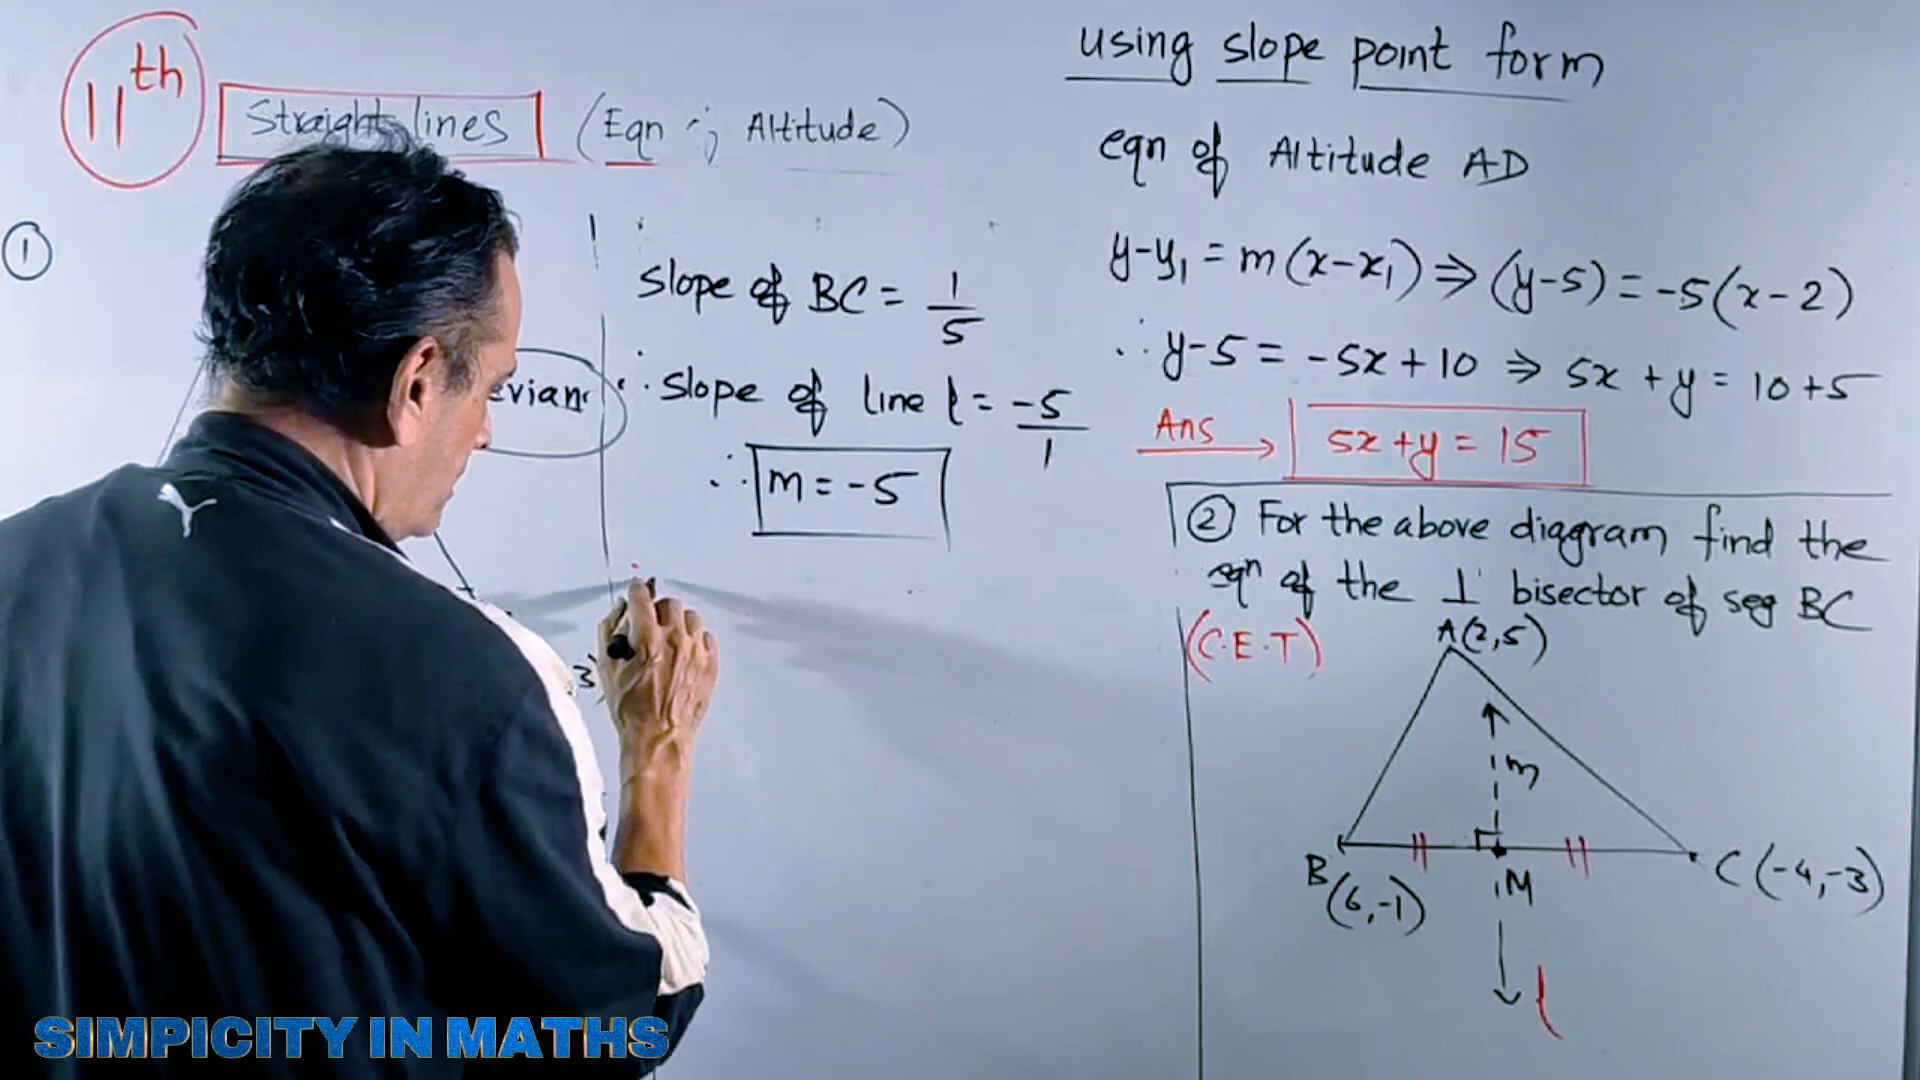 11th
Straight lines (Eqn of Altitude)
1
Slope of BC = 1/5
∴ Slope of line l = -5/1
∴ m = -5
3
using slope point form
eqn of Altitude AD
y-y₁ = m(x-x₁) ⇒ (y-5) = -5(x-2)
∴ y-5 = -5x+10 ⇒ 5x + y = 10+5
Ans → 5x+y = 15
② For the above diagram find the
eqn of the ⊥ bisector of seg BC
(C.E.T)
A(2,5)
m
B
(6,-1)
M
C(-4,-3)
l
SIMPICITY IN MATHS